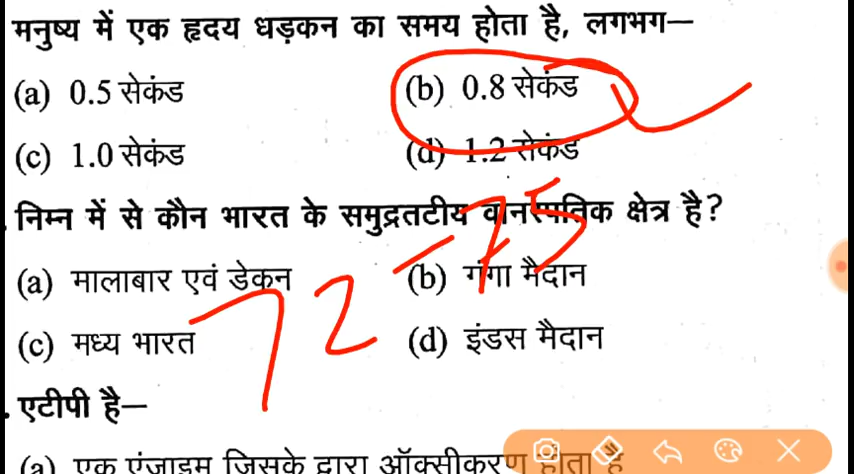 मनुष्य में एक हृदय धड़कन का समय होता है, लगभग—
(a) 0.5 सेकंड (b) 0.8 सेकंड
(c) 1.0 सेकंड (d) 1.2 सेकंड
निम्न में से कौन भारत के समुद्रतटीय वानस्पतिक क्षेत्र है?
(a) मालाबार एवं डेकन (b) गंगा मैदान
(c) मध्य भारत (d) इंडस मैदान
72-75
. एटीपी है—
(a) एक एंजाइम जिसके द्वारा ऑक्सीकरण होता है